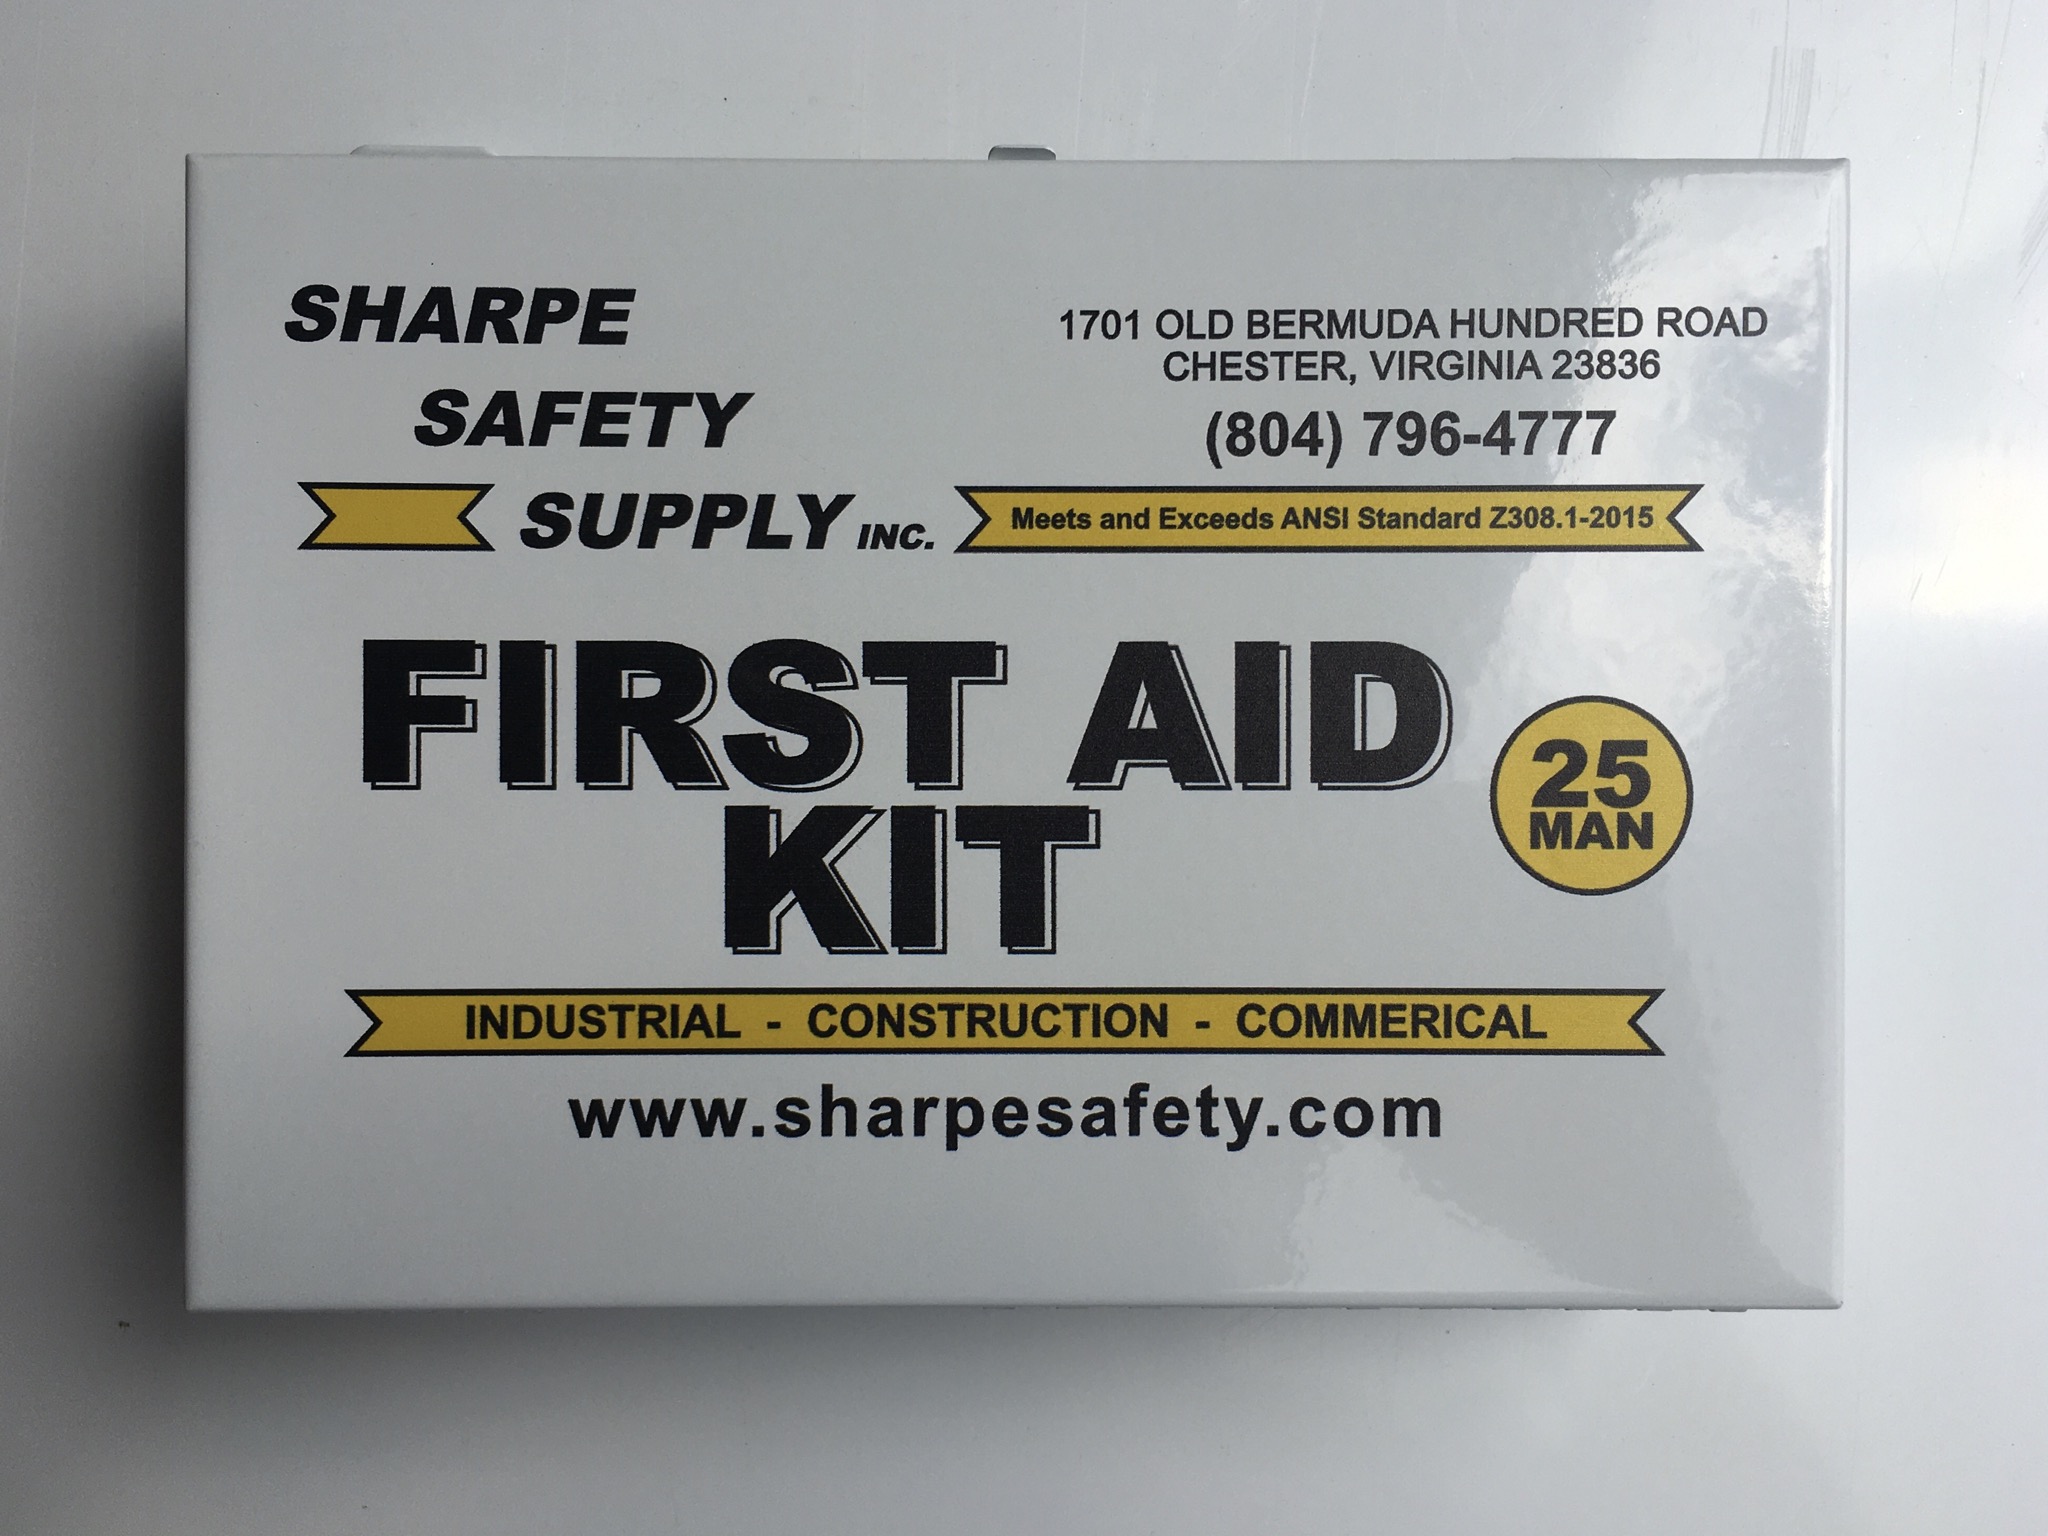 SHARPE
SAFETY
SUPPLY INC.
1701 OLD BERMUDA HUNDRED ROAD
CHESTER, VIRGINIA 23836
(804) 796-4777
Meets and Exceeds ANSI Standard Z308.1-2015
FIRST AID
KIT
25
MAN
INDUSTRIAL - CONSTRUCTION - COMMERICAL
www.sharpesafety.com